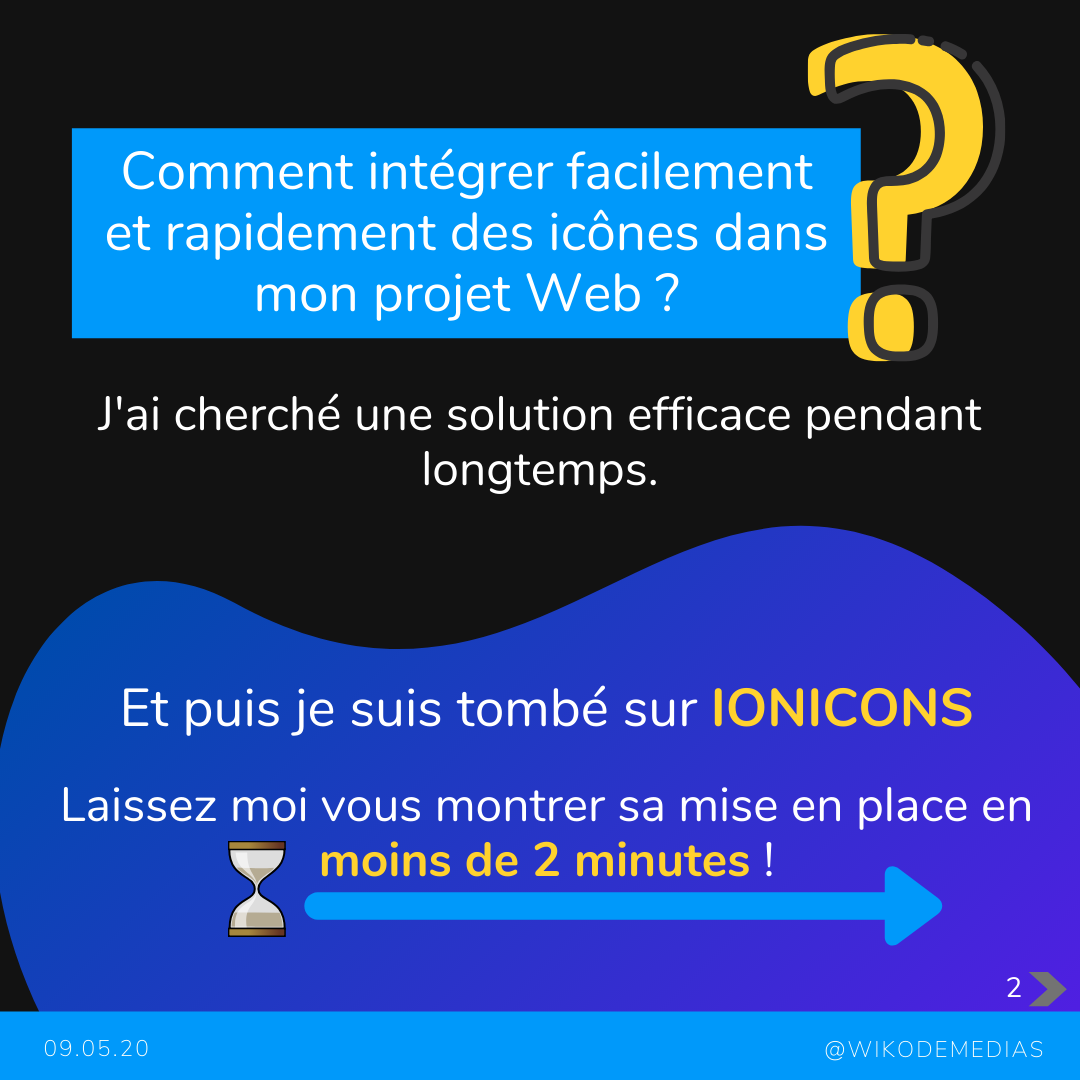 Comment intégrer facilement
et rapidement des icônes dans
mon projet Web ?
J'ai cherché une solution efficace pendant
longtemps.
Et puis je suis tombé sur IONICONS
Laissez moi vous montrer sa mise en place en
moins de 2 minutes !
2
09.05.20
@WIKODEMEDIAS